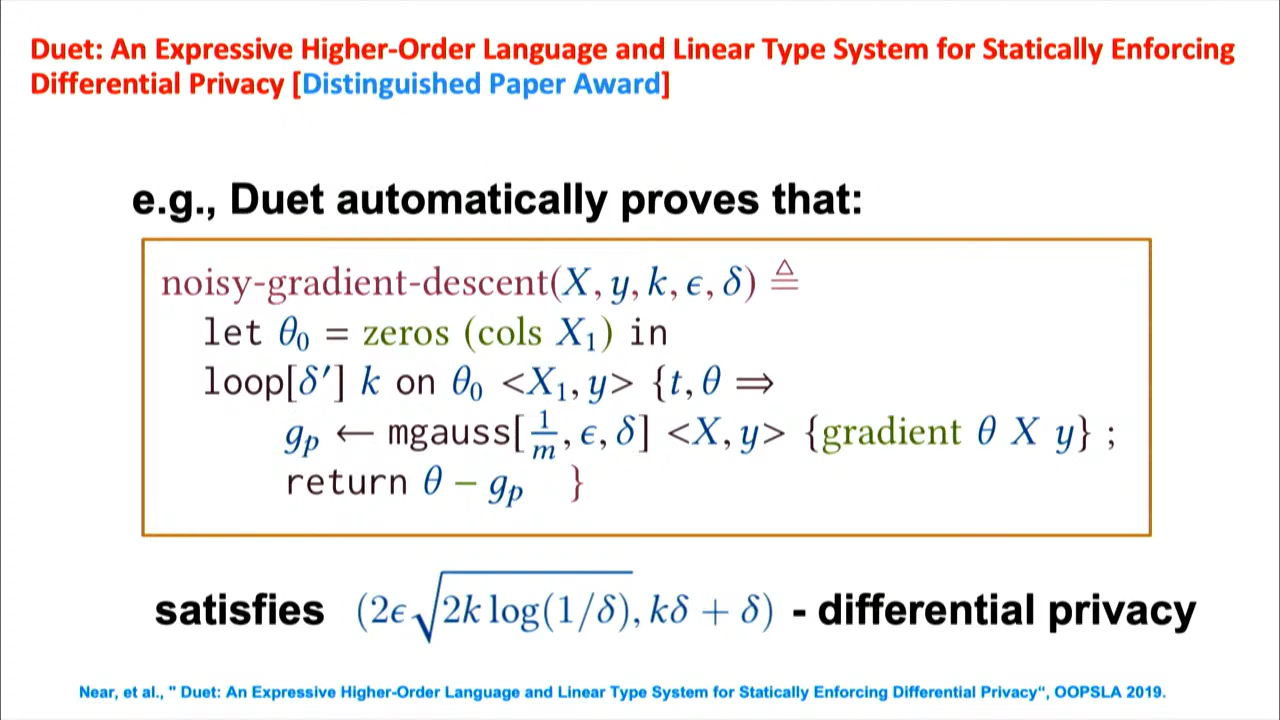 Duet: An Expressive Higher-Order Language and Linear Type System for Statically Enforcing
Differential Privacy [Distinguished Paper Award]
e.g., Duet automatically proves that:
noisy-gradient-descent(X, y, k, ϵ, δ) ≜
let θ₀ = zeros (cols X₁) in
loop[δ′] k on θ₀ <X₁, y> {t, θ ⇒
gₚ ← mgauss[1/m, ϵ, δ] <X, y> {gradient θ X y} ;
return θ − gₚ }
satisfies (2ϵ√2k log(1/δ), kδ + δ) - differential privacy
Near, et al., " Duet: An Expressive Higher-Order Language and Linear Type System for Statically Enforcing Differential Privacy", OOPSLA 2019.